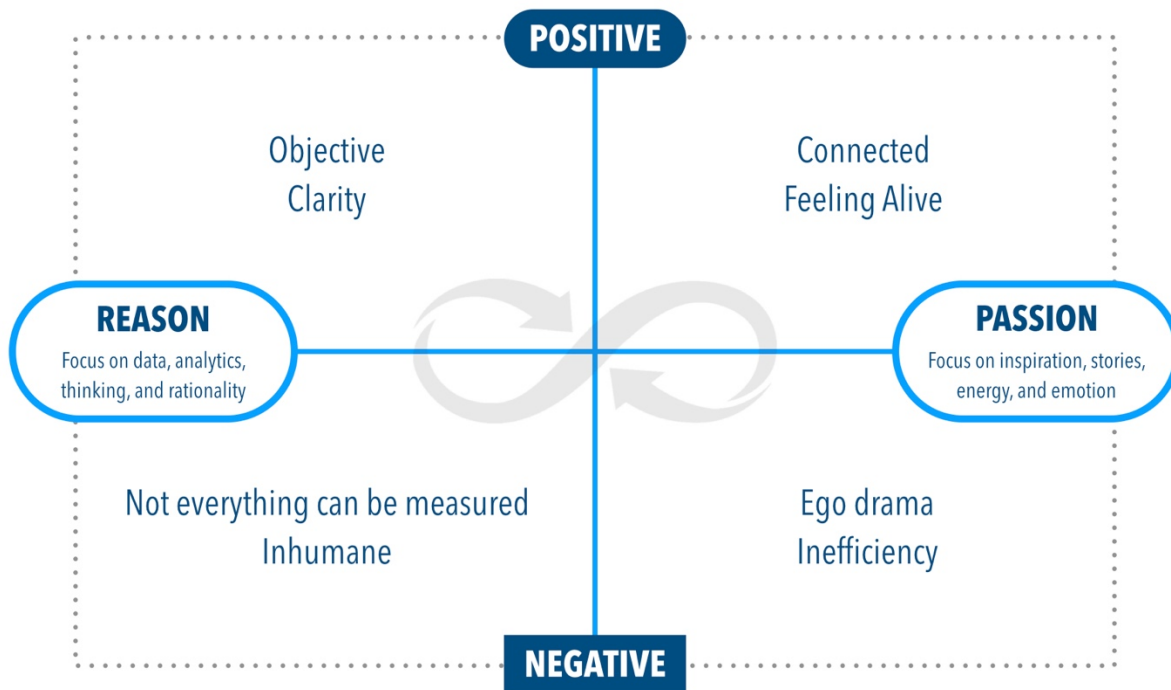 POSITIVE
Objective
Clarity
Connected
Feeling Alive
REASON
Focus on data, analytics,
thinking, and rationality
PASSION
Focus on inspiration, stories,
energy, and emotion
Not everything can be measured
Inhumane
Ego drama
Inefficiency
NEGATIVE